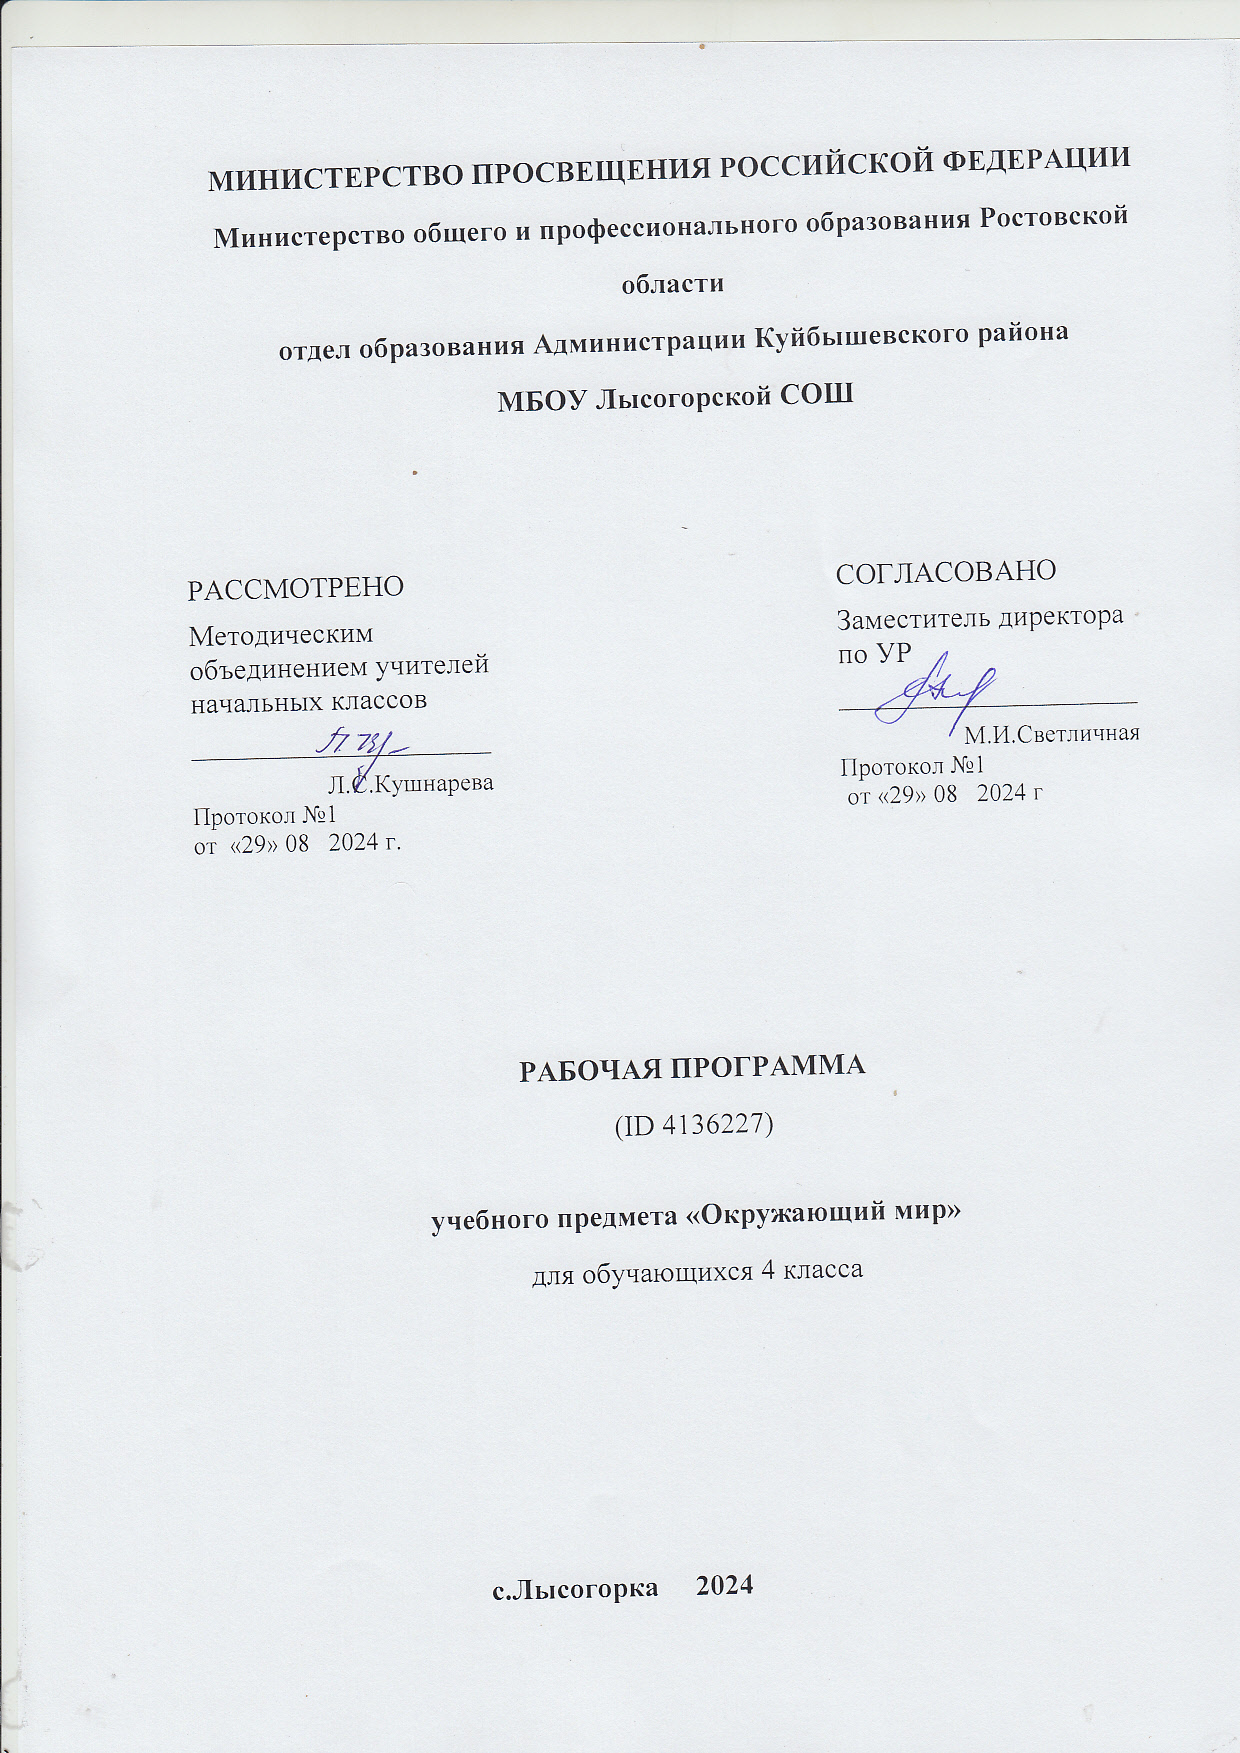 МИНИСТЕРСТВО ПРОСВЕЩЕНИЯ РОССИЙСКОЙ ФЕДЕРАЦИИ
Министерство общего и профессионального образования Ростовской
области
отдел образования Администрации Куйбышевского района
МБОУ Лысогорской СОШ
РАССМОТРЕНО
Методическим
объединением учителей
начальных классов
Л.С.Кушнарева
Протокол №1
от «29» 08 2024 г.
СОГЛАСОВАНО
Заместитель директора
по УР
М.И.Светличная
Протокол №1
от «29» 08 2024 г
РАБОЧАЯ ПРОГРАММА
(ID 4136227)
учебного предмета «Окружающий мир»
для обучающихся 4 класса
с.Лысогорка 2024